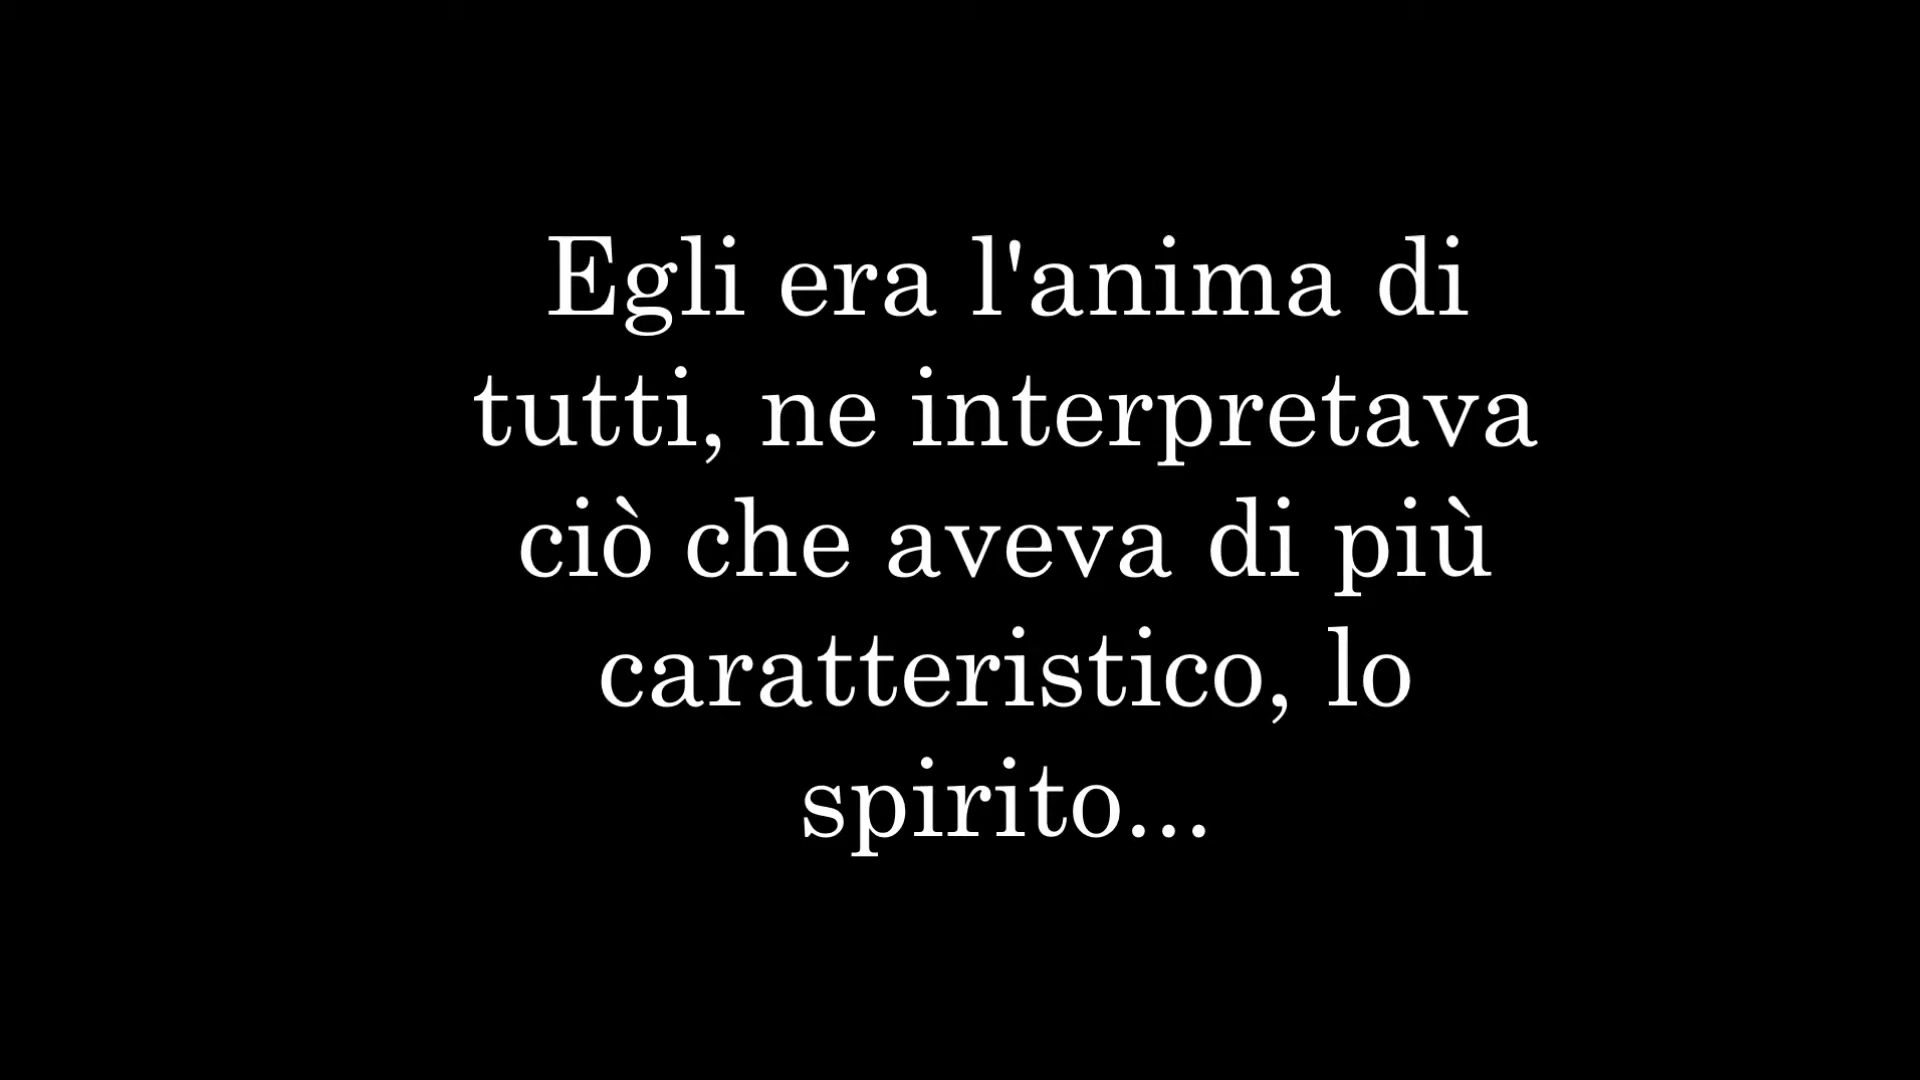 Egli era l'anima di
tutti, ne interpretava
ciò che aveva di più
caratteristico, lo
spirito...